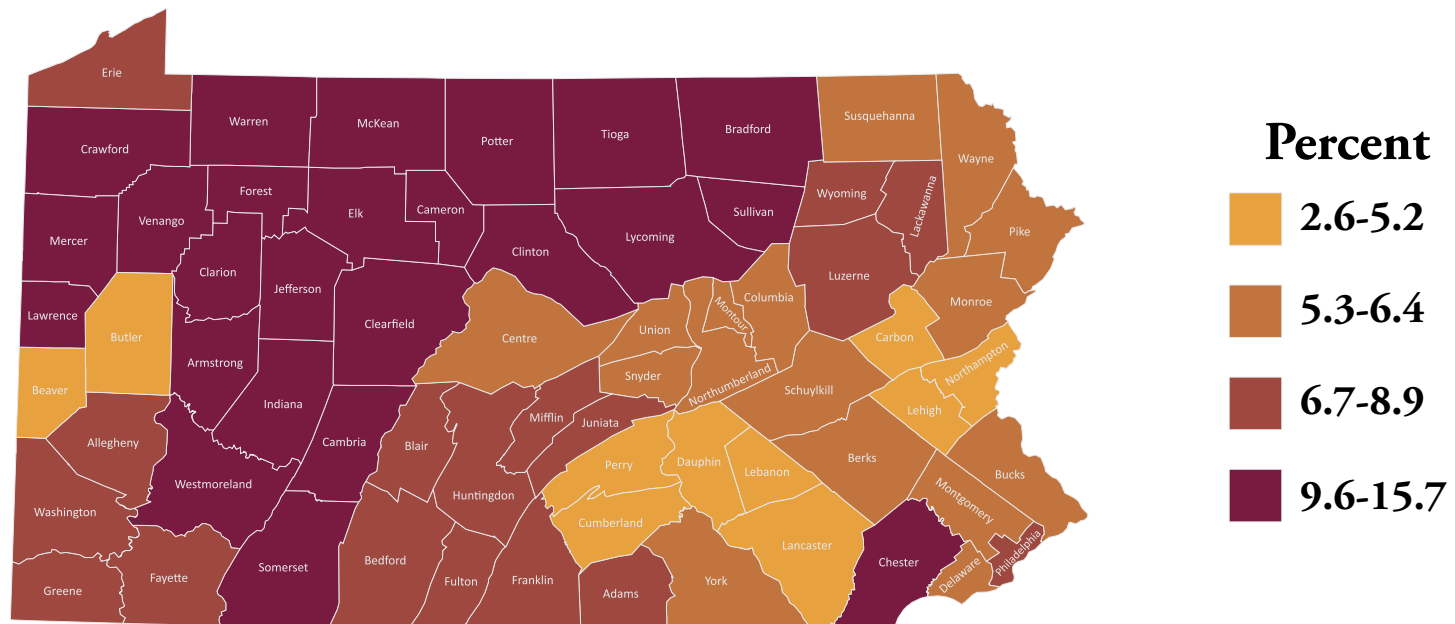 Erie
Warren
McKean
Potter
Tioga
Bradford
Susquehanna
Wayne
Crawford
Forest
Elk
Cameron
Venango
Mercer
Clarion
Jefferson
Clinton
Lycoming
Sullivan
Wyoming
Lackawanna
Pike
Luzerne
Monroe
Lawrence
Butler
Armstrong
Clearfield
Centre
Union
Montour
Columbia
Carbon
Northampton
Beaver
Indiana
Snyder
Northumberland
Schuylkill
Lehigh
Allegheny
Cambria
Blair
Mifflin
Juniata
Westmoreland
Huntingdon
Perry
Dauphin
Lebanon
Berks
Bucks
Montgomery
Washington
Cumberland
Lancaster
Chester
Philadelphia
Delaware
Greene
Fayette
Somerset
Bedford
Fulton
Franklin
Adams
York
Percent
2.6-5.2
5.3-6.4
6.7-8.9
9.6-15.7